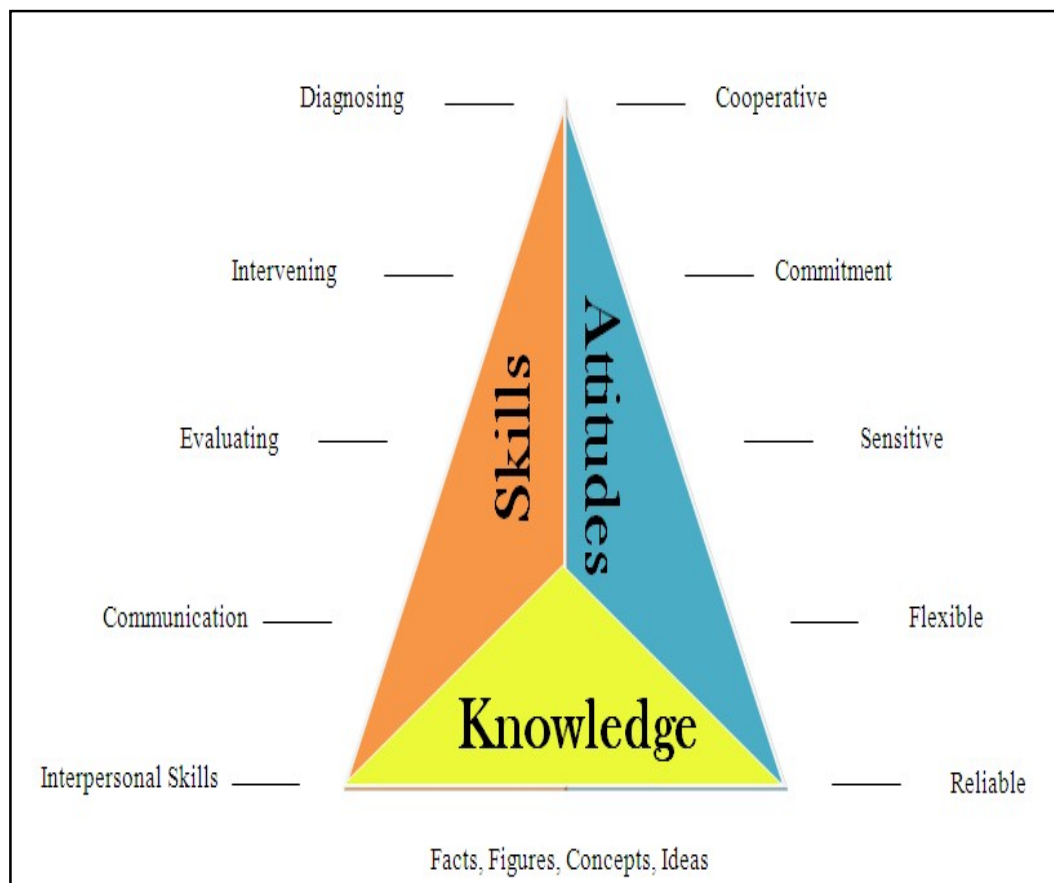 Diagnosing
Cooperative
Intervening
Commitment
Skills
Attitudes
Evaluating
Sensitive
Communication
Flexible
Knowledge
Interpersonal Skills
Reliable
Facts, Figures, Concepts, Ideas